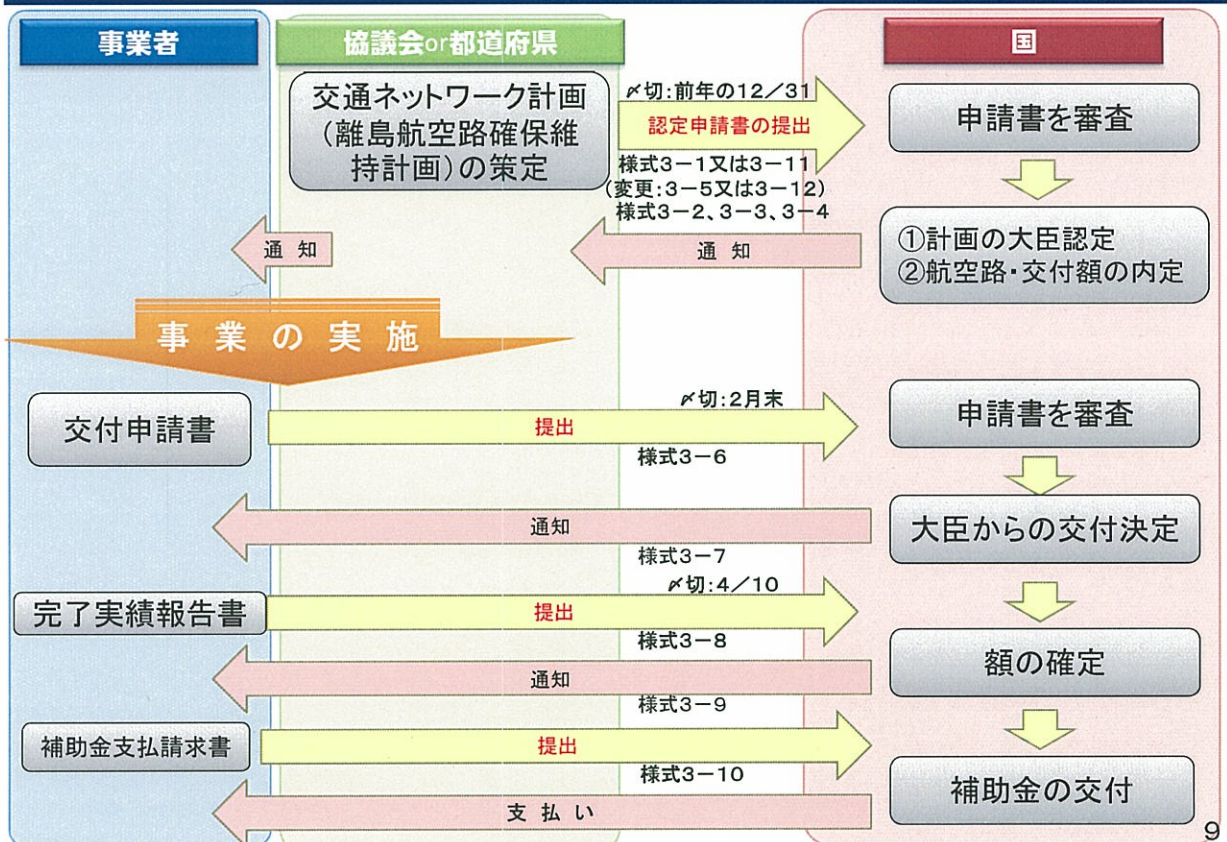 事業者
協議会or都道府県
国
交通ネットワーク計画
(離島航空路確保維
持計画)の策定
〆切:前年の12/31
認定申請書の提出
様式3-1又は3-11
(変更:3-5又は3-12)
様式3-2、3-3、3-4
申請書を審査
通 知
通 知
①計画の大臣認定
②航空路・交付額の内定
事 業 の 実 施
交付申請書
〆切:2月末
提出
様式3-6
申請書を審査
通知
様式3-7
大臣からの交付決定
完了実績報告書
〆切:4/10
提出
様式3-8
通知
様式3-9
額の確定
補助金支払請求書
提出
様式3-10
補助金の交付
支 払 い
9